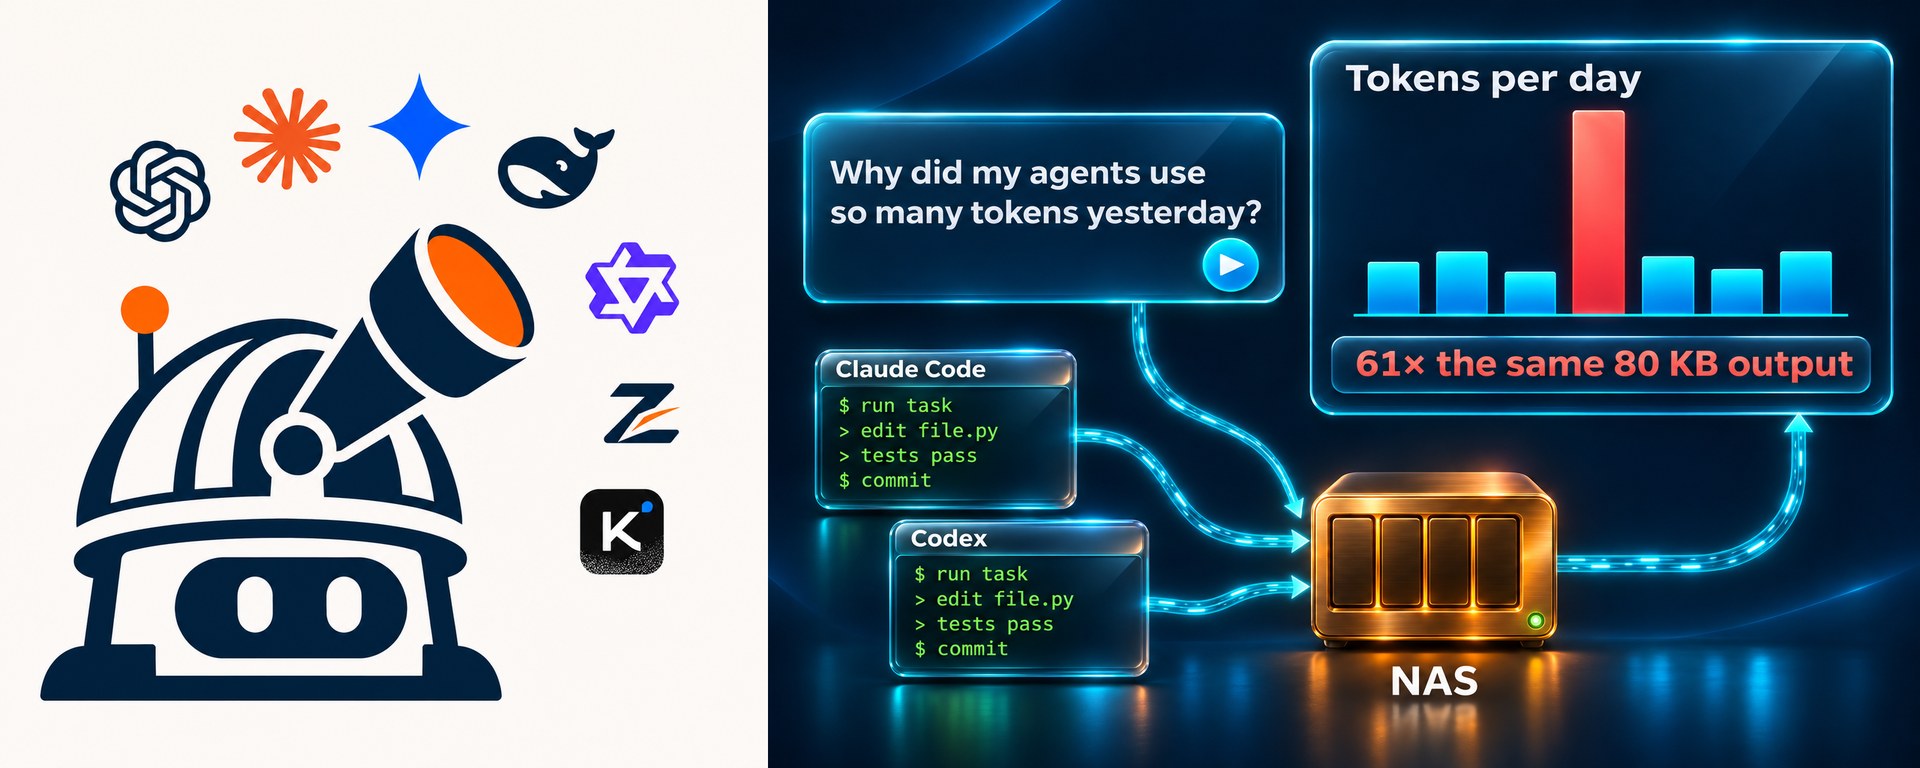 K
Why did my agents use
so many tokens yesterday?
Tokens per day
61× the same 80 KB output
Claude Code
$ run task
> edit file.py
> tests pass
$ commit
Codex
$ run task
> edit file.py
> tests pass
$ commit
NAS